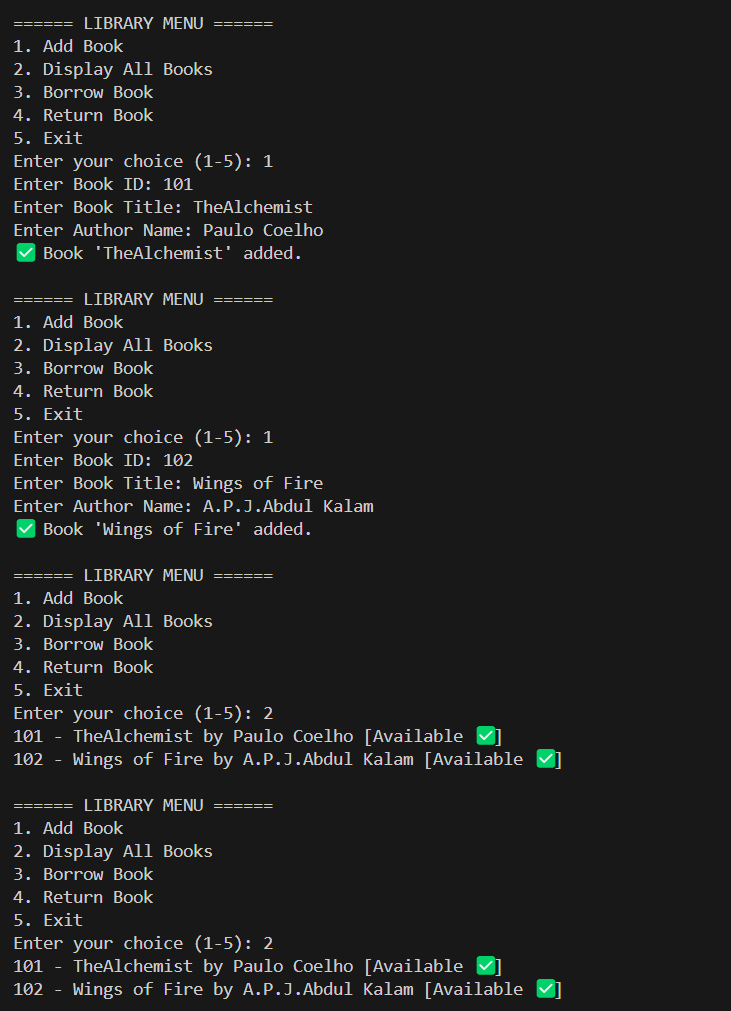 ====== LIBRARY MENU ======
1. Add Book
2. Display All Books
3. Borrow Book
4. Return Book
5. Exit
Enter your choice (1-5): 1
Enter Book ID: 101
Enter Book Title: TheAlchemist
Enter Author Name: Paulo Coelho
✅ Book 'TheAlchemist' added.

====== LIBRARY MENU ======
1. Add Book
2. Display All Books
3. Borrow Book
4. Return Book
5. Exit
Enter your choice (1-5): 1
Enter Book ID: 102
Enter Book Title: Wings of Fire
Enter Author Name: A.P.J.Abdul Kalam
✅ Book 'Wings of Fire' added.

====== LIBRARY MENU ======
1. Add Book
2. Display All Books
3. Borrow Book
4. Return Book
5. Exit
Enter your choice (1-5): 2
101 - TheAlchemist by Paulo Coelho [Available ✅]
102 - Wings of Fire by A.P.J.Abdul Kalam [Available ✅]

====== LIBRARY MENU ======
1. Add Book
2. Display All Books
3. Borrow Book
4. Return Book
5. Exit
Enter your choice (1-5): 2
101 - TheAlchemist by Paulo Coelho [Available ✅]
102 - Wings of Fire by A.P.J.Abdul Kalam [Available ✅]